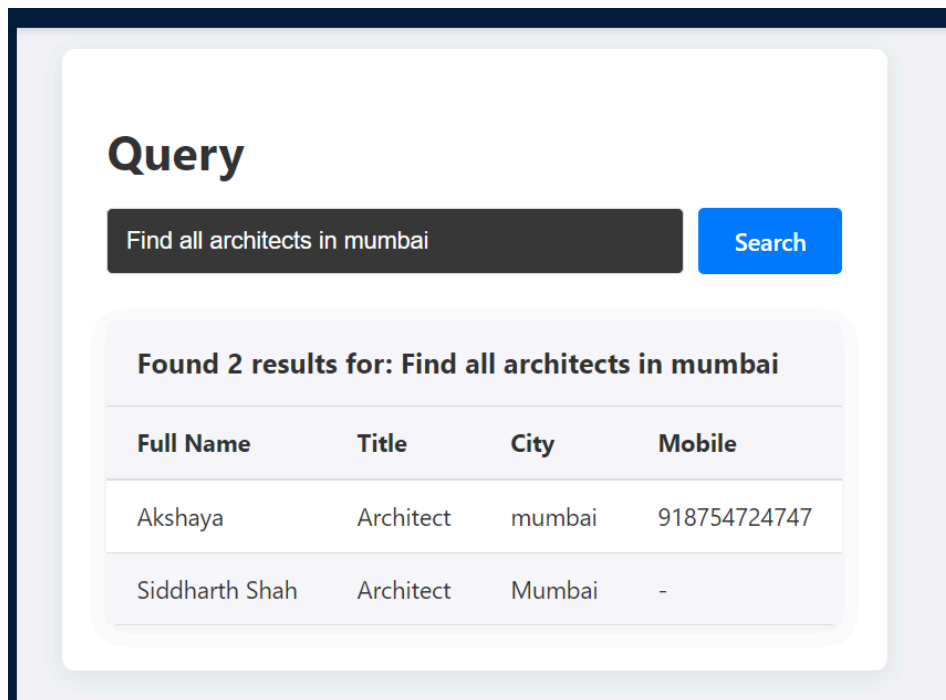 Query
Find all architects in mumbai
Search
Found 2 results for: Find all architects in mumbai
Full Name Title City Mobile
Akshaya Architect mumbai 918754724747
Siddharth Shah Architect Mumbai -